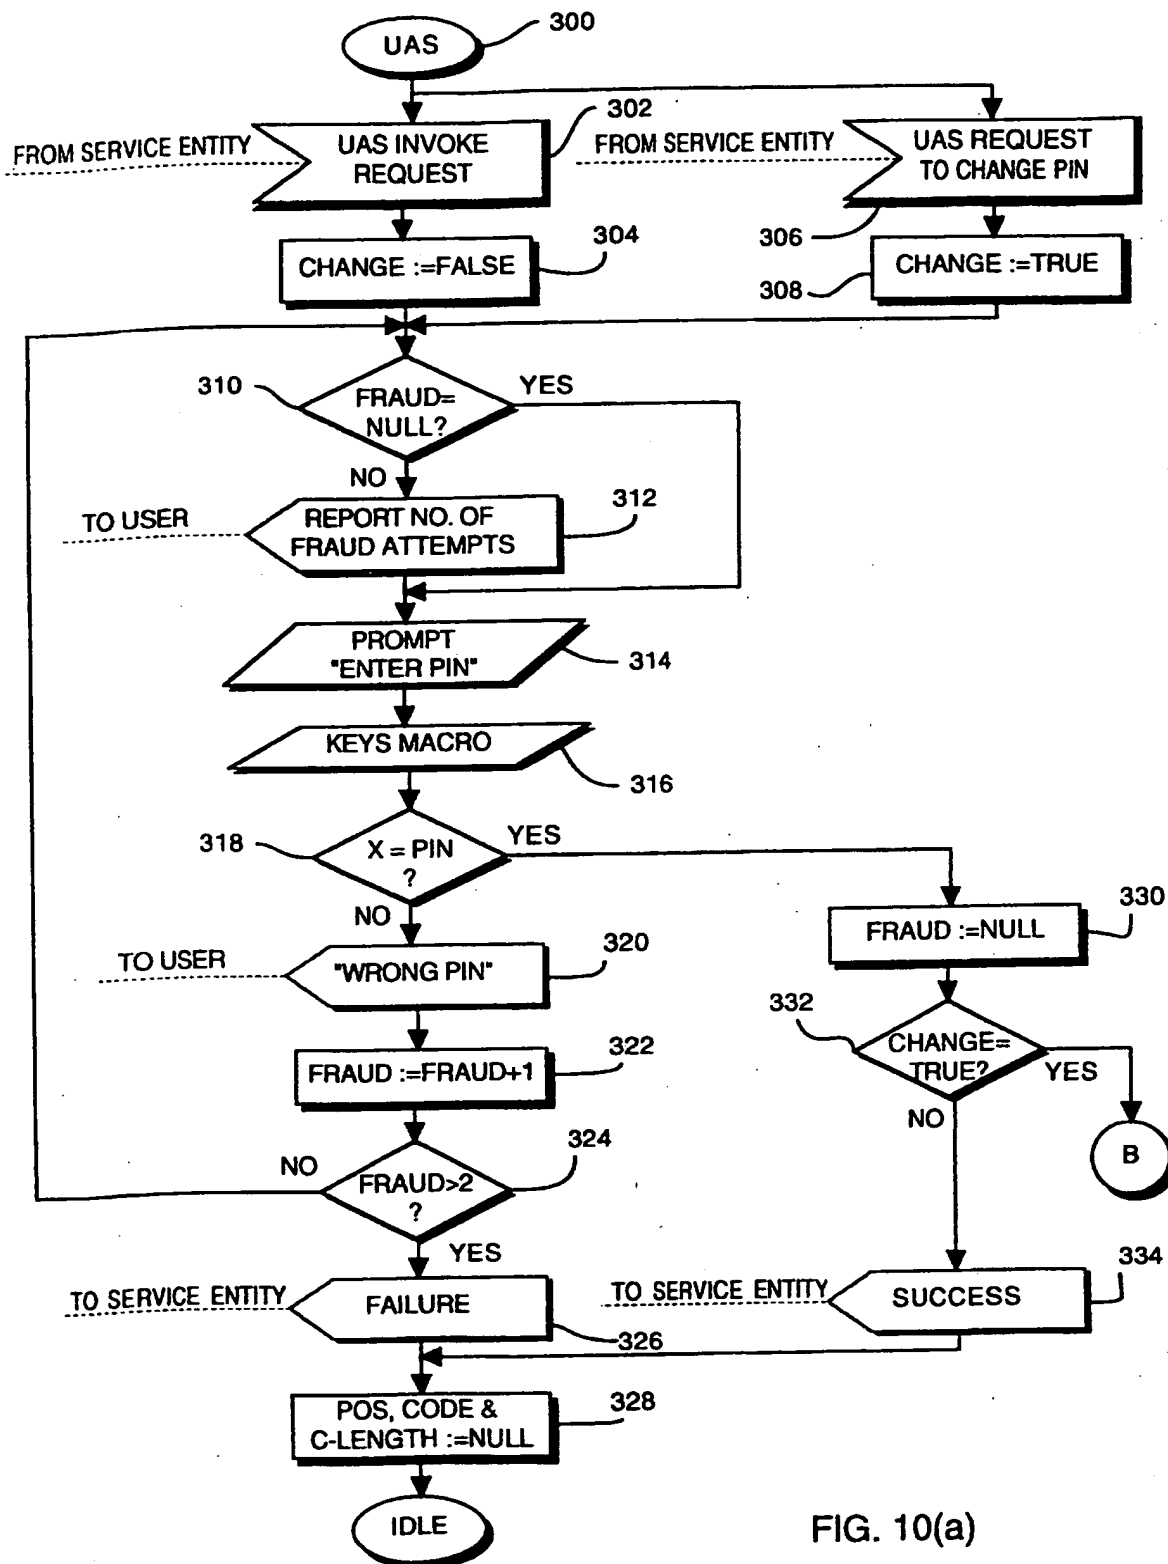 UAS
300
302
FROM SERVICE ENTITY
UAS INVOKE
REQUEST
FROM SERVICE ENTITY
UAS REQUEST
TO CHANGE PIN
306
304
CHANGE :=FALSE
CHANGE :=TRUE
308
310
FRAUD=
NULL?
YES
NO
312
TO USER
REPORT NO. OF
FRAUD ATTEMPTS
PROMPT
"ENTER PIN"
314
KEYS MACRO
316
318
X = PIN
?
YES
NO
330
FRAUD :=NULL
320
TO USER
"WRONG PIN"
332
CHANGE=
TRUE?
YES
NO
322
FRAUD :=FRAUD+1
324
NO
FRAUD>2
?
B
YES
334
TO SERVICE ENTITY
FAILURE
326
TO SERVICE ENTITY
SUCCESS
POS, CODE &
C-LENGTH :=NULL
328
IDLE
FIG. 10(a)